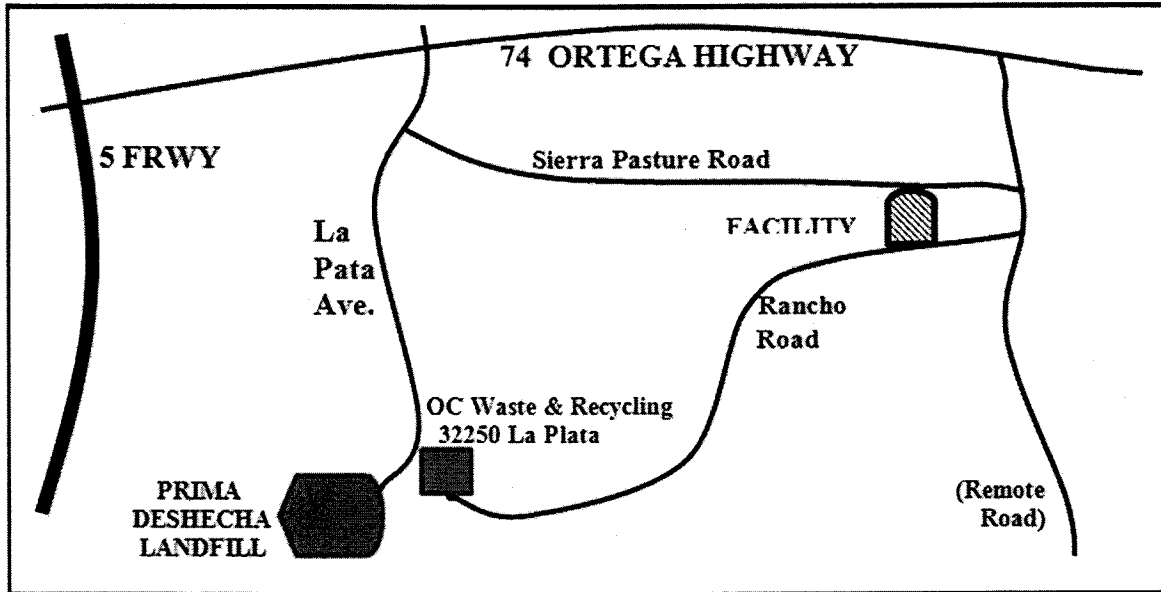 74 ORTEGA HIGHWAY
5 FRWY
Sierra Pasture Road
FACILITY
La
Pata
Ave.
Rancho
Road
OC Waste & Recycling
32250 La Plata
PRIMA
DESHECHA
LANDFILL
(Remote
Road)